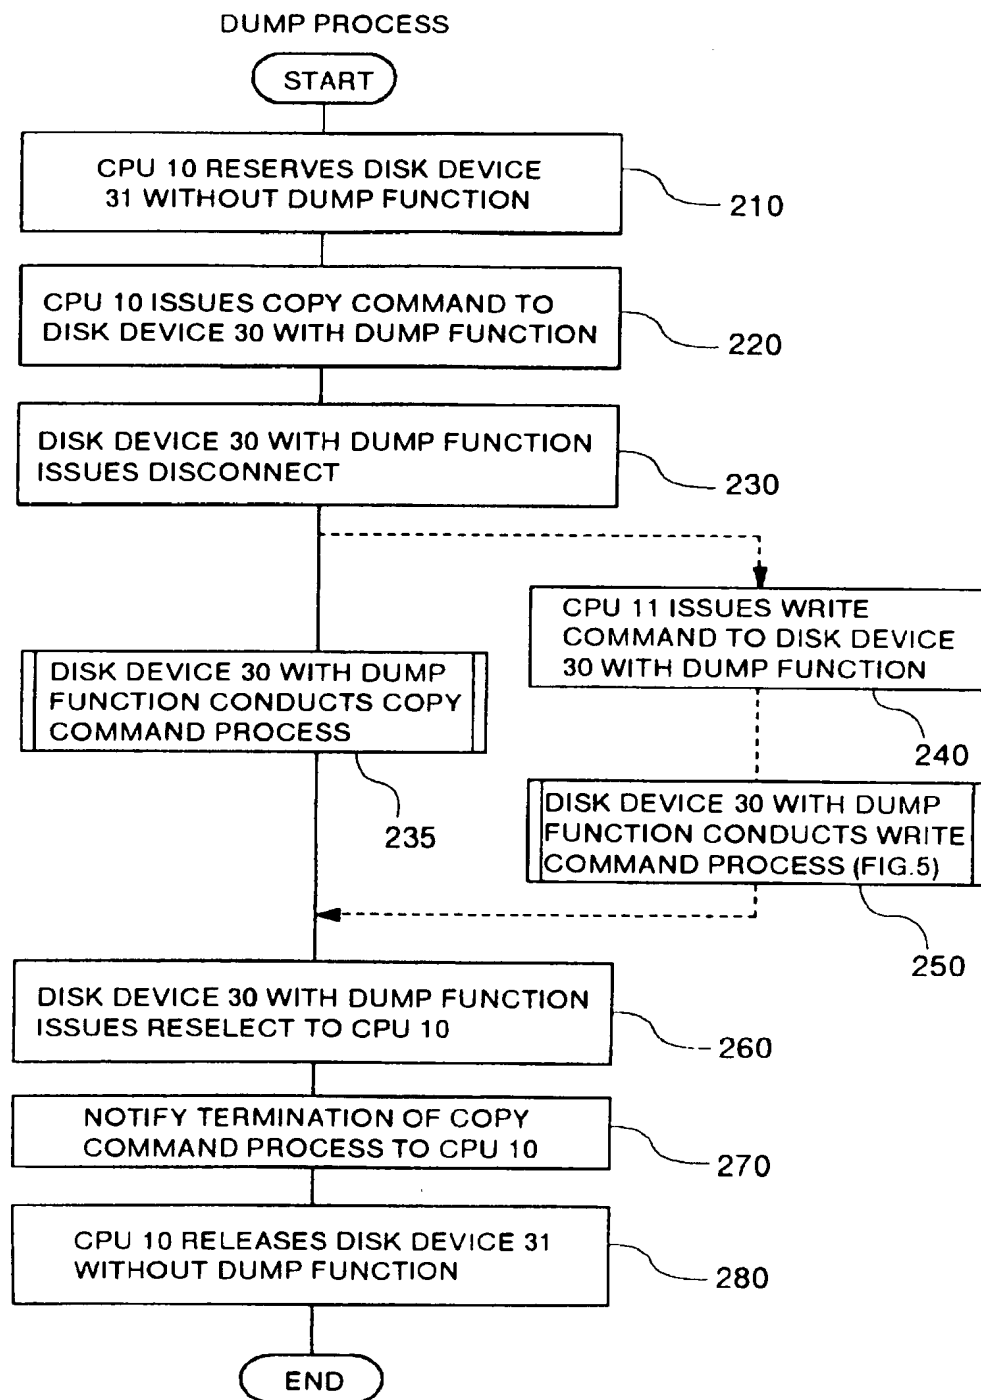 DUMP PROCESS
START
CPU 10 RESERVES DISK DEVICE
31 WITHOUT DUMP FUNCTION
210
CPU 10 ISSUES COPY COMMAND TO
DISK DEVICE 30 WITH DUMP FUNCTION
220
DISK DEVICE 30 WITH DUMP FUNCTION
ISSUES DISCONNECT
230
CPU 11 ISSUES WRITE
COMMAND TO DISK DEVICE
30 WITH DUMP FUNCTION
240
DISK DEVICE 30 WITH DUMP
FUNCTION CONDUCTS COPY
COMMAND PROCESS
235
DISK DEVICE 30 WITH DUMP
FUNCTION CONDUCTS WRITE
COMMAND PROCESS (FIG.5)
250
DISK DEVICE 30 WITH DUMP FUNCTION
ISSUES RESELECT TO CPU 10
260
NOTIFY TERMINATION OF COPY
COMMAND PROCESS TO CPU 10
270
CPU 10 RELEASES DISK DEVICE 31
WITHOUT DUMP FUNCTION
280
END